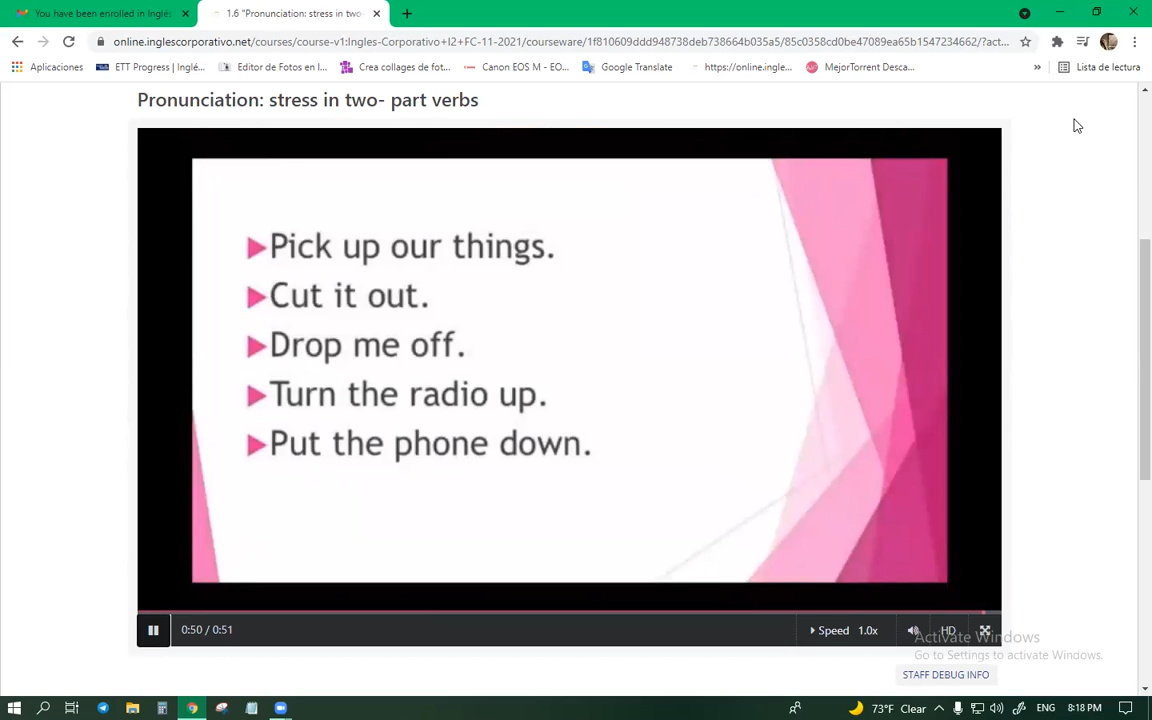 You have been enrolled in Inglés
1.6 "Pronunciation: stress in two-
online.inglescorporativo.net/courses/course-v1:Ingles-Corporativo+I2+FC-11-2021/courseware/1f810609ddd948738deb738664b035a5/85c0358cd0be47089ea65b1547234662/?act...
Aplicaciones
ETT Progress | Inglé...
Editor de Fotos en l...
Crea collages de fot...
Canon EOS M - EO...
Google Translate
https://online.ingle...
MejorTorrent Desca...
»
Lista de lectura
Pronunciation: stress in two- part verbs
Pick up our things.
Cut it out.
Drop me off.
Turn the radio up.
Put the phone down.
0:50 / 0:51
Speed 1.0x
HD
Activate Windows
Go to Settings to activate Windows.
STAFF DEBUG INFO
73°F Clear
ENG
8:18 PM